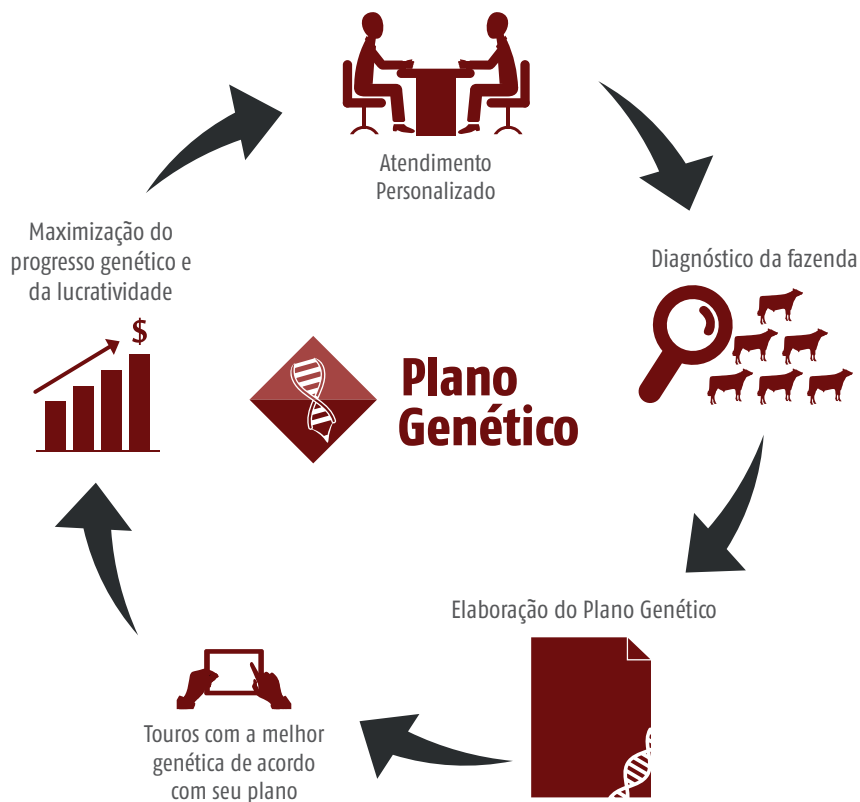 Atendimento
Personalizado
Diagnóstico da fazenda
Elaboração do Plano Genético
Touros com a melhor
genética de acordo
com seu plano
Maximização do
progresso genético e
da lucratividade
$
Plano
Genético